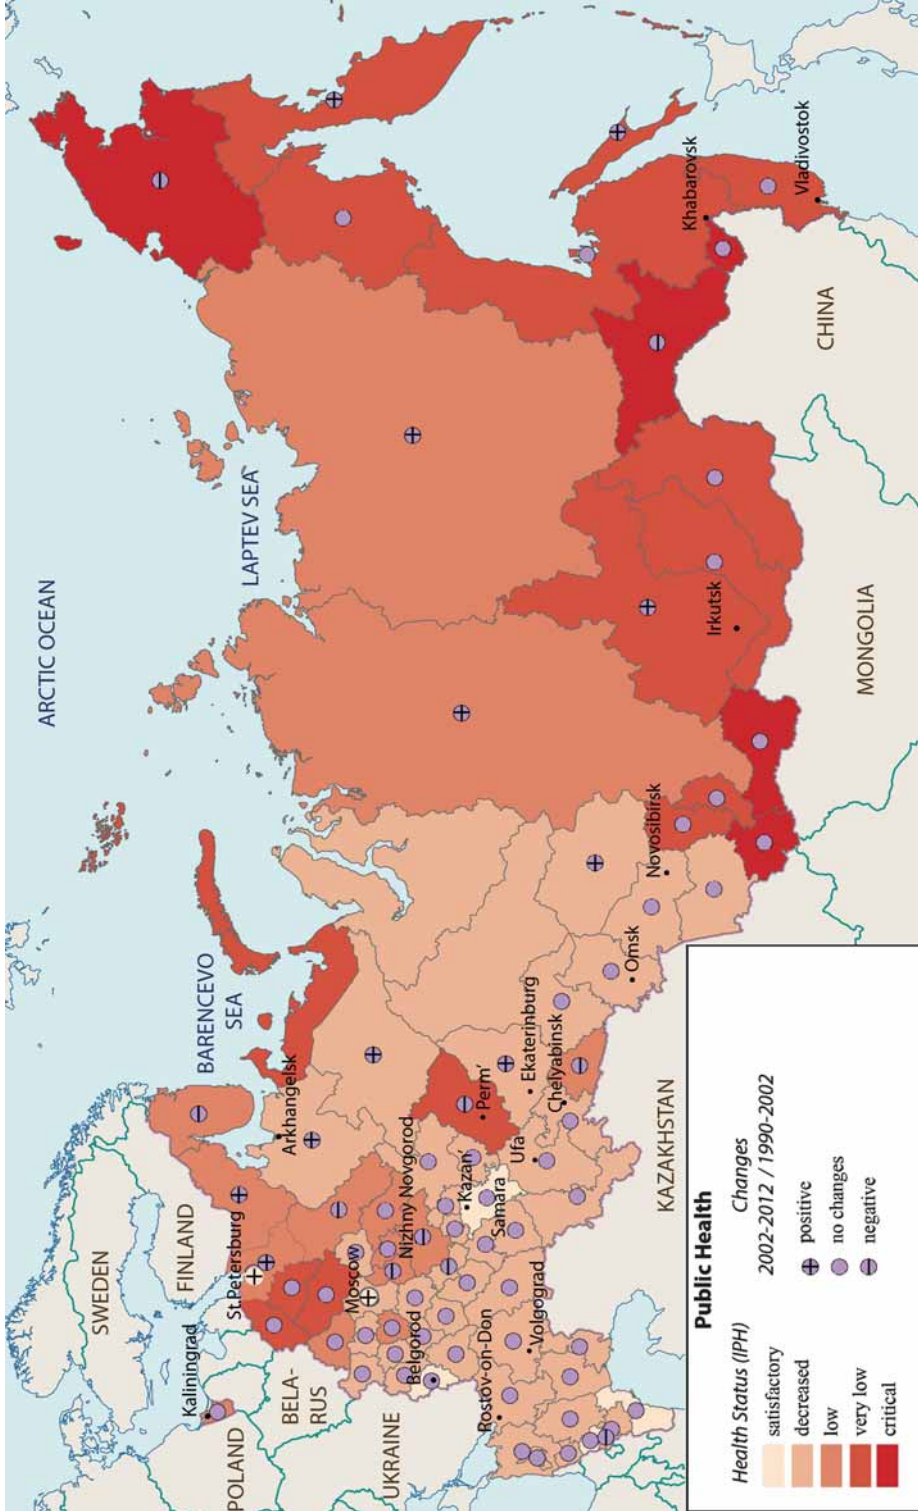 ARCTIC OCEAN
LAPTEV SEA
BARENCEVO
SEA
SWEDEN
FINLAND
Kaliningrad
POLAND
BELA-
RUS
UKRAINE
St.Petersburg
Arkhangelsk
Moscow
Nizhny Novgorod
Belgorod
Kazan'
Perm'
Samara
Ufa
Ekaterinburg
Chelyabinsk
Rostov-on-Don
Volgograd
Omsk
Novosibirsk
Irkutsk
Khabarovsk
Vladivostok
KAZAKHSTAN
MONGOLIA
CHINA
Public Health
Health Status (IPH)
satisfactory
decreased
low
very low
critical
Changes
2002-2012 / 1990-2002
positive
no changes
negative